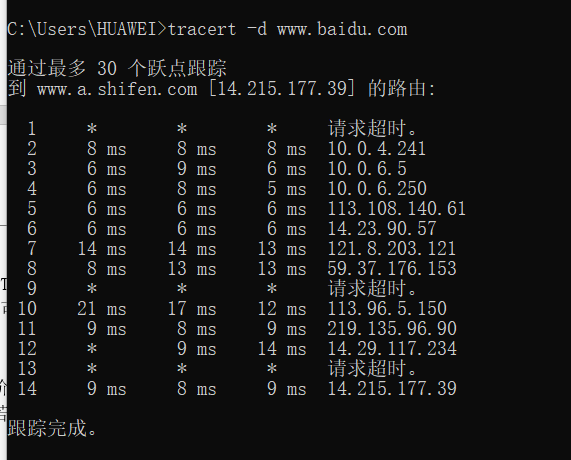 C:\Users\HUAWEI>tracert -d www.baidu.com
通过最多 30 个跃点跟踪
到 www.a.shifen.com [14.215.177.39] 的路由:
1 * * * 请求超时。
2 8 ms 8 ms 8 ms 10.0.4.241
3 6 ms 9 ms 6 ms 10.0.6.5
4 6 ms 8 ms 5 ms 10.0.6.250
5 6 ms 6 ms 6 ms 113.108.140.61
6 6 ms 6 ms 6 ms 14.23.90.57
7 14 ms 14 ms 13 ms 121.8.203.121
8 8 ms 13 ms 13 ms 59.37.176.153
9 * * * 请求超时。
10 21 ms 17 ms 12 ms 113.96.5.150
11 9 ms 8 ms 9 ms 219.135.96.90
12 * 9 ms 14 ms 14.29.117.234
13 * * * 请求超时。
14 9 ms 8 ms 9 ms 14.215.177.39
跟踪完成。